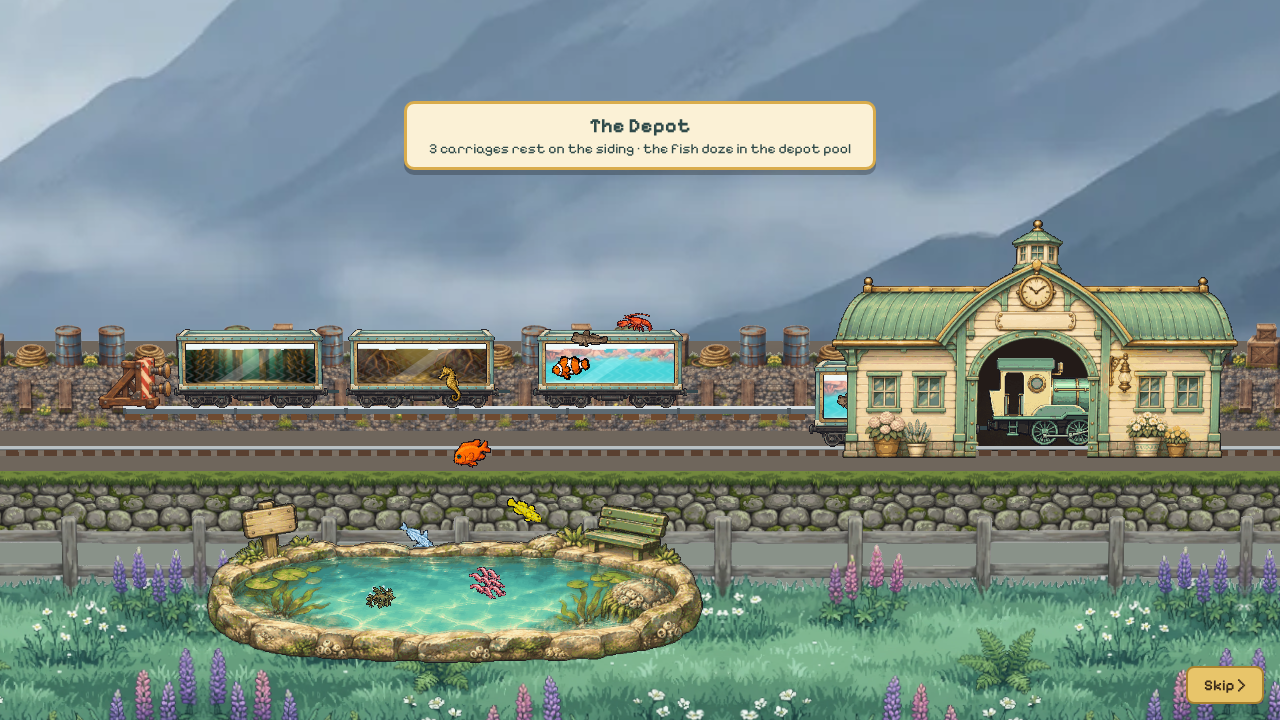 The Depot
3 carriages rest on the siding · the fish doze in the depot pool
Skip >